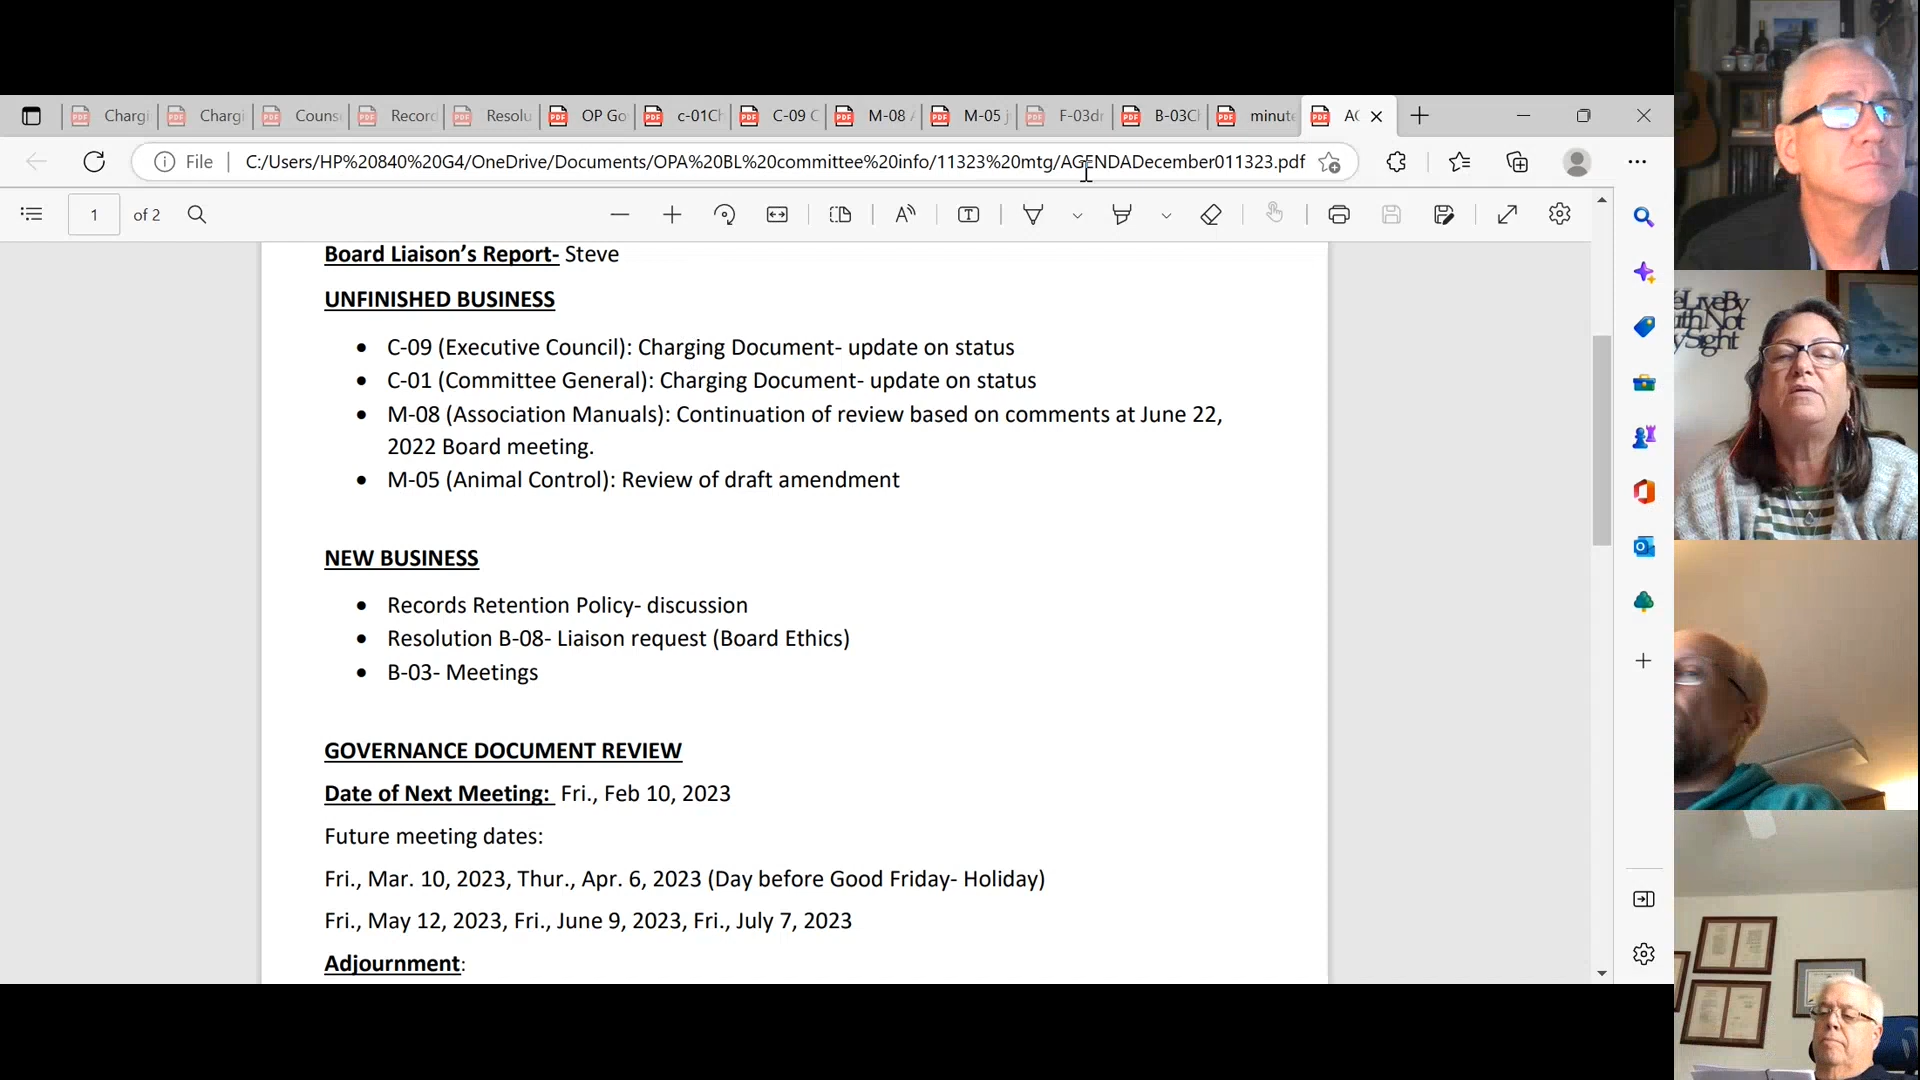 Chargi
Chargi
Couns
Record
Resolu
OP Go
c-01Ch
C-09 C
M-08
M-05
F-03dr
B-03Cl
minute
AC
File
C:/Users/HP%20840%20G4/OneDrive/Documents/OPA%20BL%20committee%20info/11323%20mtg/AGENDADecember011323.pdf
1 of 2
Board Liaison's Report- Steve
UNFINISHED BUSINESS
• C-09 (Executive Council): Charging Document- update on status
• C-01 (Committee General): Charging Document- update on status
• M-08 (Association Manuals): Continuation of review based on comments at June 22,
2022 Board meeting.
• M-05 (Animal Control): Review of draft amendment
NEW BUSINESS
• Records Retention Policy- discussion
• Resolution B-08- Liaison request (Board Ethics)
• B-03- Meetings
GOVERNANCE DOCUMENT REVIEW
Date of Next Meeting: Fri., Feb 10, 2023
Future meeting dates:
Fri., Mar. 10, 2023, Thur., Apr. 6, 2023 (Day before Good Friday- Holiday)
Fri., May 12, 2023, Fri., June 9, 2023, Fri., July 7, 2023
Adjournment:
eLiveBy
ithNot
ySight